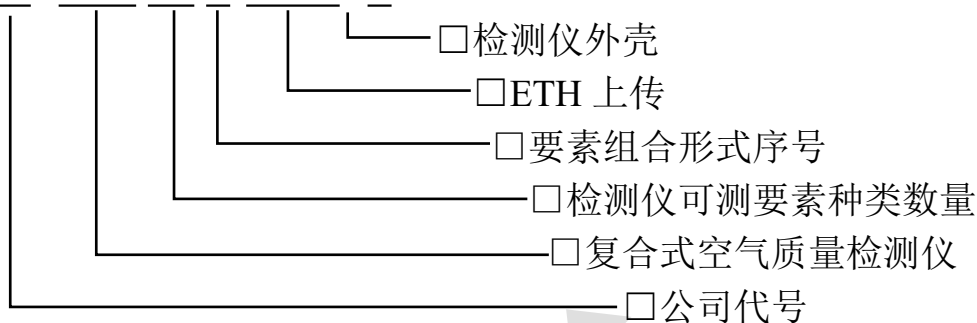 □检测仪外壳
□ETH 上传
□要素组合形式序号
□检测仪可测要素种类数量
□复合式空气质量检测仪
□公司代号